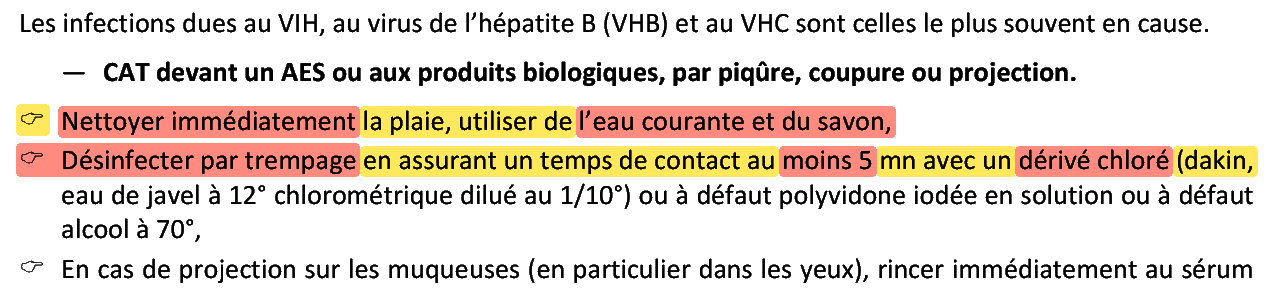 Les infections dues au VIH, au virus de l’hépatite B (VHB) et au VHC sont celles le plus souvent en cause.
— CAT devant un AES ou aux produits biologiques, par piqûre, coupure ou projection.
☞ Nettoyer immédiatement la plaie, utiliser de l’eau courante et du savon,
☞ Désinfecter par trempage en assurant un temps de contact au moins 5 mn avec un dérivé chloré (dakin,
eau de javel à 12° chlorométrique dilué au 1/10°) ou à défaut polyvidone iodée en solution ou à défaut
alcool à 70°,
☞ En cas de projection sur les muqueuses (en particulier dans les yeux), rincer immédiatement au sérum